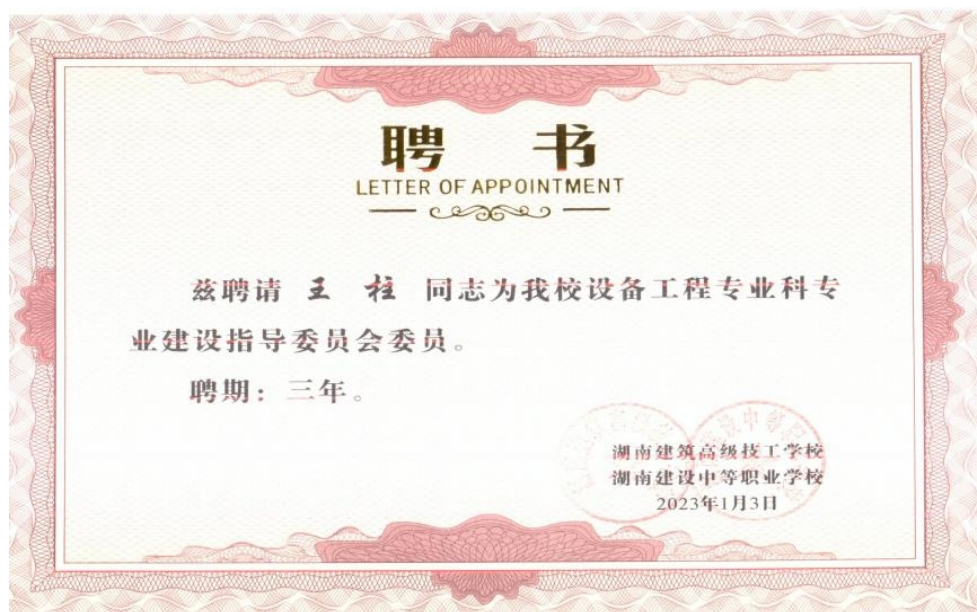 聘 书
LETTER OF APPOINTMENT
兹聘请 王 柱 同志为我校设备工程专业科专
业建设指导委员会委员。
聘期：三年。
湖南建筑高级技工学校
湖南建设中等职业学校
2023年1月3日